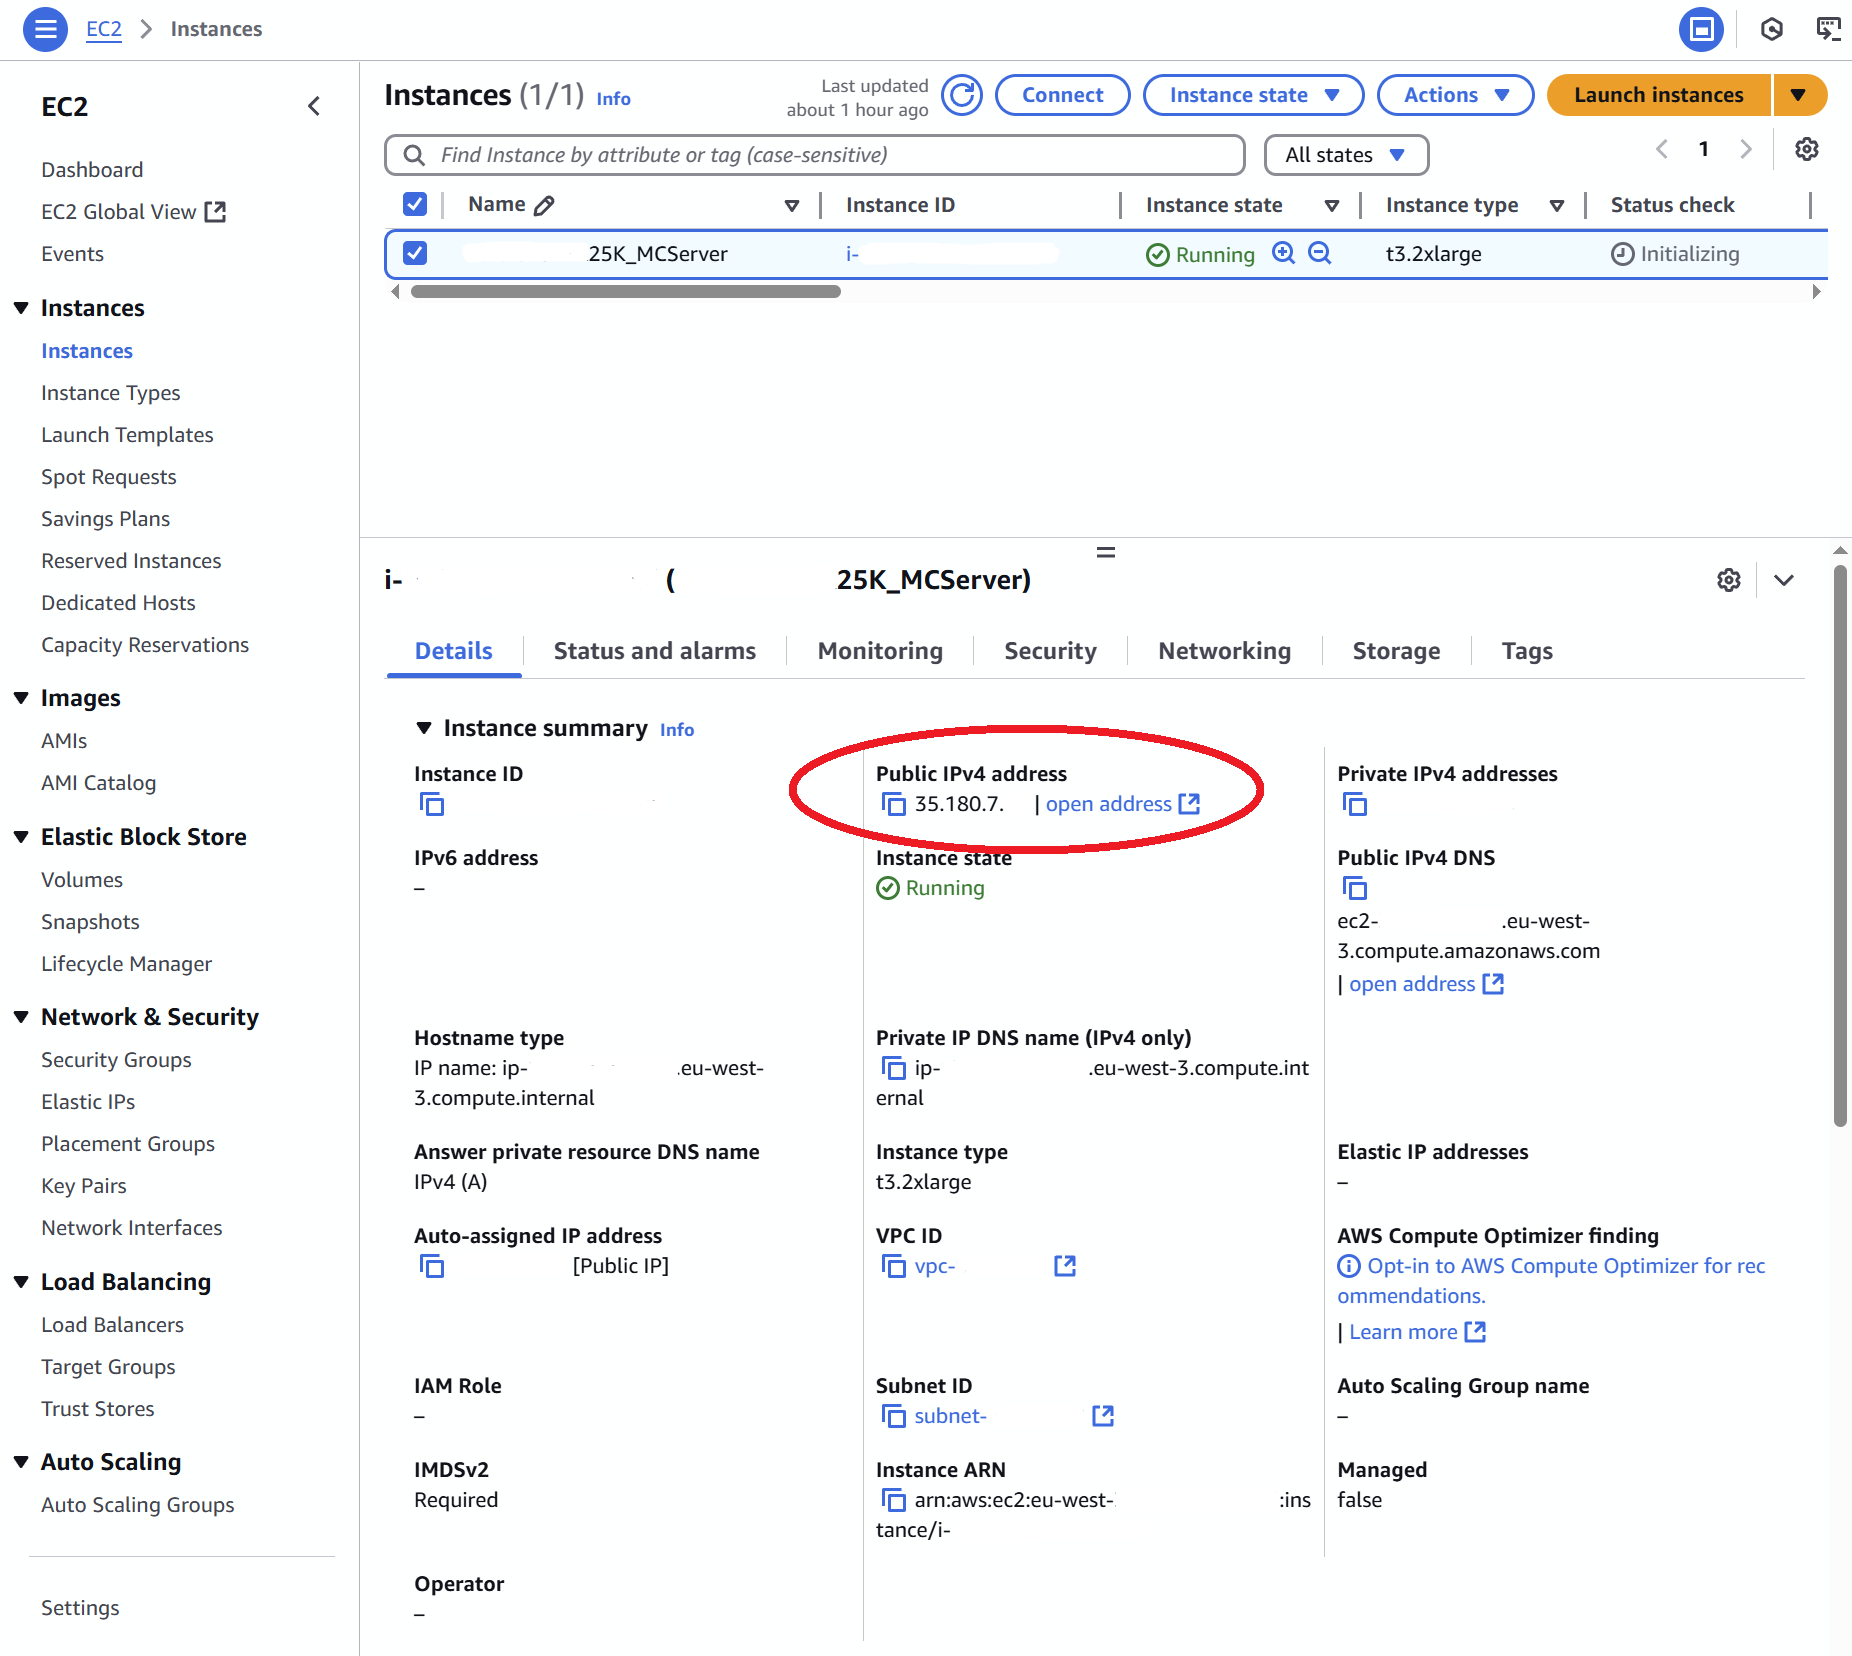 EC2 > Instances
EC2
Dashboard
EC2 Global View
Events
Instances
Instances
Instance Types
Launch Templates
Spot Requests
Savings Plans
Reserved Instances
Dedicated Hosts
Capacity Reservations
Images
AMIs
AMI Catalog
Elastic Block Store
Volumes
Snapshots
Lifecycle Manager
Network & Security
Security Groups
Elastic IPs
Placement Groups
Key Pairs
Network Interfaces
Load Balancing
Load Balancers
Target Groups
Trust Stores
Auto Scaling
Auto Scaling Groups
Settings
Instances (1/1) Info
Last updated
about 1 hour ago
Connect
Instance state
Actions
Launch instances
Find Instance by attribute or tag (case-sensitive)
All states
1
Name Instance ID Instance state Instance type Status check
25K_MCServer i- Running t3.2xlarge Initializing
i- ( 25K_MCServer)
Details Status and alarms Monitoring Security Networking Storage Tags
Instance summary Info
Instance ID
Public IPv4 address
35.180.7. | open address
Private IPv4 addresses
IPv6 address
–
Instance state
Running
Public IPv4 DNS
ec2- .eu-west-
3.compute.amazonaws.com
| open address
Hostname type
IP name: ip- .eu-west-
3.compute.internal
Private IP DNS name (IPv4 only)
ip- .eu-west-3.compute.int
ernal
Answer private resource DNS name
IPv4 (A)
Instance type
t3.2xlarge
Elastic IP addresses
–
Auto-assigned IP address
[Public IP]
VPC ID
vpc-
AWS Compute Optimizer finding
Opt-in to AWS Compute Optimizer for rec
ommendations.
| Learn more
IAM Role
–
Subnet ID
subnet-
Auto Scaling Group name
–
IMDSv2
Required
Instance ARN
arn:aws:ec2:eu-west- :ins
tance/i-
Managed
false
Operator
–